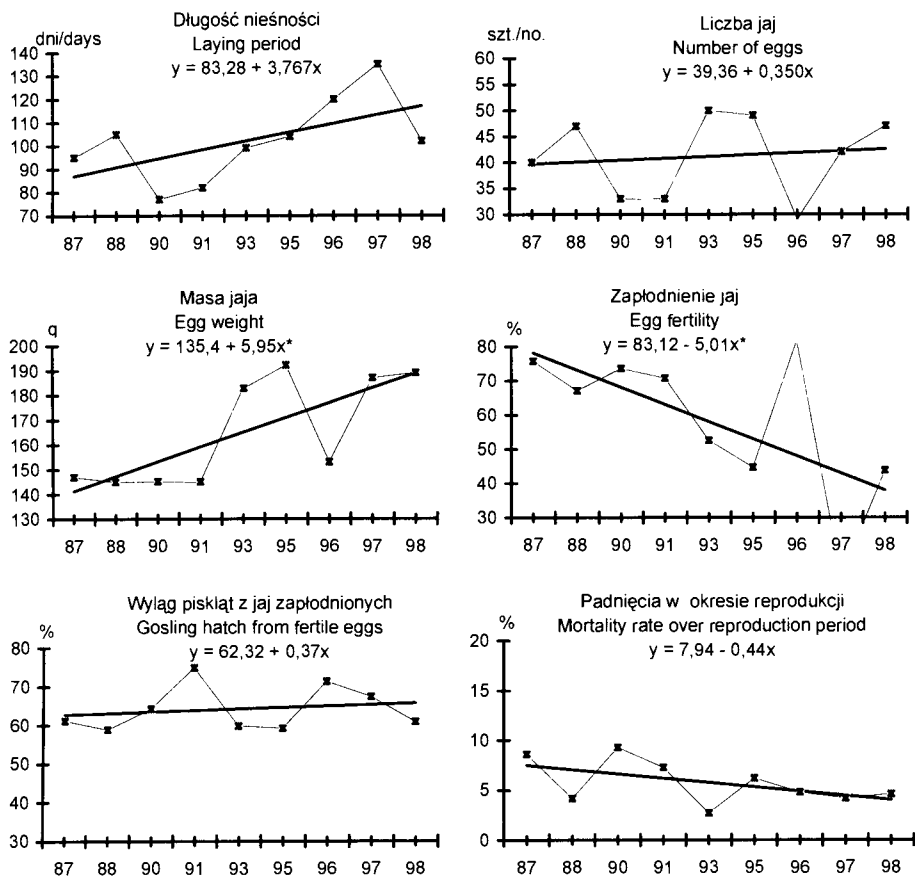 Długość nieśności
dni/days
Laying period
y = 83,28 + 3,767x
140
130
120
110
100
90
80
70
87 88 90 91 93 95 96 97 98
Liczba jaj
szt./no.
Number of eggs
y = 39,36 + 0,350x
60
55
50
45
40
35
30
87 88 90 91 93 95 96 97 98
Masa jaja
Egg weight
q
y = 135,4 + 5,95x*
200
190
180
170
160
150
140
130
87 88 90 91 93 95 96 97 98
Zapłodnienie jaj
Egg fertility
%
y = 83,12 - 5,01x*
80
70
60
50
40
30
87 88 90 91 93 95 96 97 98
Wyląg piskląt z jaj zapłodnionych
Gosling hatch from fertile eggs
%
y = 62,32 + 0,37x
80
70
60
50
40
30
87 88 90 91 93 95 96 97 98
Padnięcia w okresie reprodukcji
Mortality rate over reproduction period
%
y = 7,94 - 0,44x
20
15
10
5
0
87 88 90 91 93 95 96 97 98